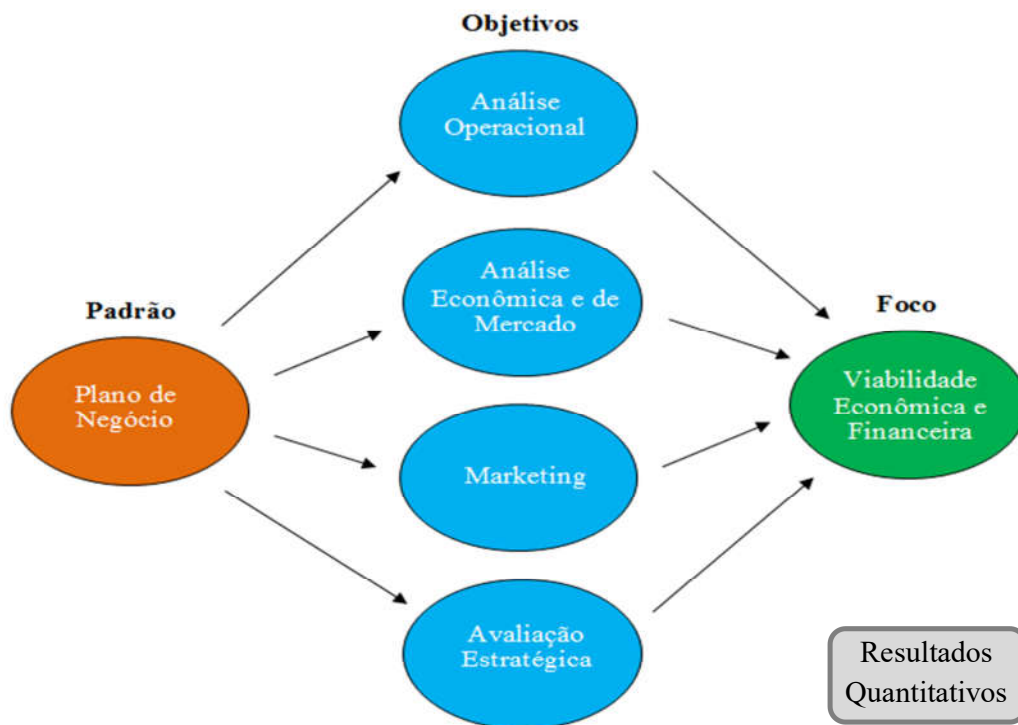 Objetivos
Análise
Operacional
Análise
Econômica e de
Mercado
Padrão
Foco
Plano de
Negócio
Viabilidade
Econômica e
Financeira
Marketing
Avaliação
Estratégica
Resultados
Quantitativos